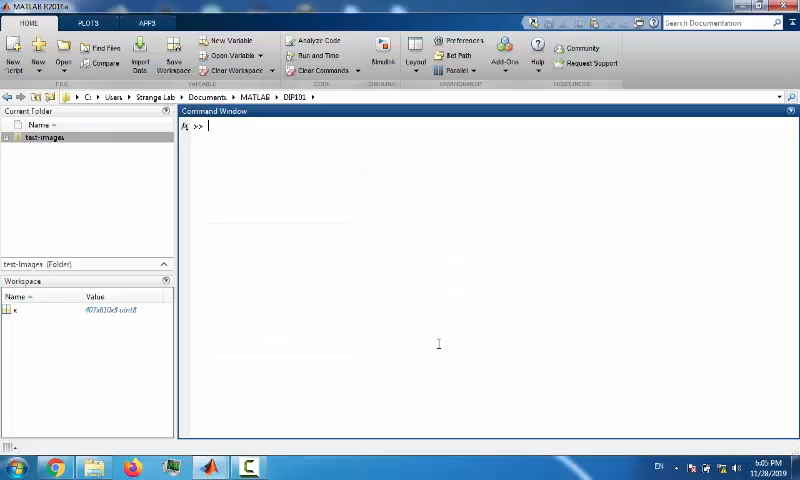 MATLAB R2016a
HOME PLOTS APPS
Search Documentation
New Script
New
Open
Find Files
Compare
Import Data
Save Workspace
New Variable
Open Variable
Clear Workspace
Analyze Code
Run and Time
Clear Commands
Simulink
Layout
Preferences
Set Path
Parallel
Add-Ons
Help
Community
Request Support
FILE VARIABLE CODE SIMULINK ENVIRONMENT RESOURCES
C: Users Strange Lab Documents MATLAB DIP101
Current Folder
Name
test-images
test-images (Folder)
Workspace
Name Value
x 407x610x3 uint8
Command Window
fx >>
EN
6:05 PM
11/28/2019